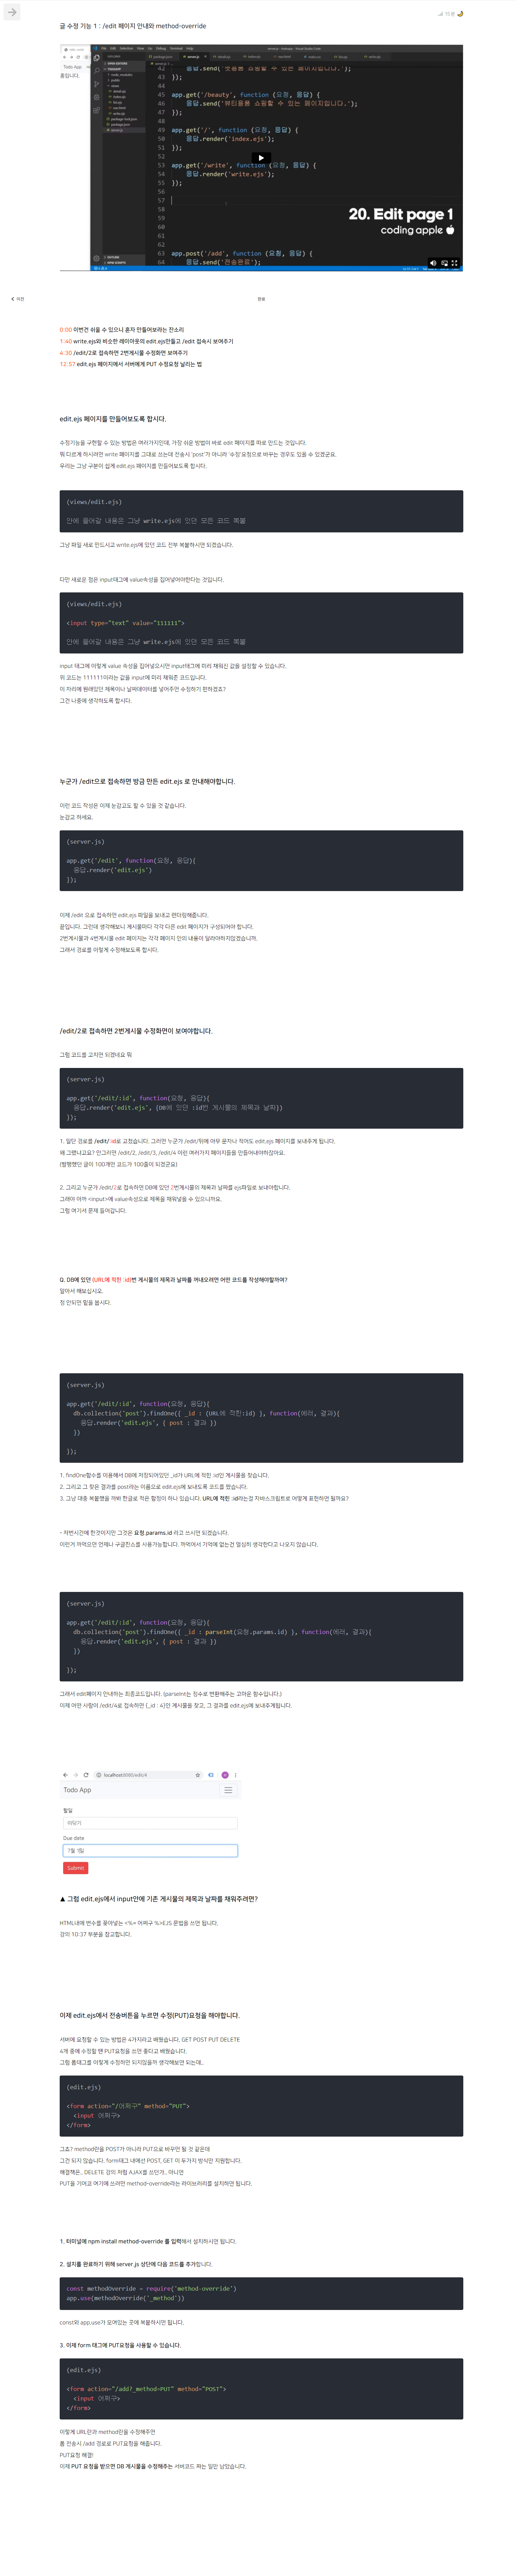 15분
글 수정 기능 1 : /edit 페이지 안내와 method-override
42 응답.send('펫용품 쇼핑할 수 있는 페이지입니다.');
43 });
44
45 app.get('/beauty', function (요청, 응답) {
46 응답.send('뷰티용품 쇼핑할 수 있는 페이지입니다.');
47 });
48
49 app.get('/', function (요청, 응답) {
50 응답.render('index.ejs');
51 });
52
53 app.get('/write', function (요청, 응답) {
54 응답.render('write.ejs');
55 });
56
57
58
59
60
61
62
63 app.post('/add', function (요청, 응답) {
64 응답.send('전송완료');
20. Edit page 1
coding apple
이전
완료
0:00 이번건 쉬울 수 있으니 혼자 만들어보라는 잔소리
1:40 write.ejs와 비슷한 레이아웃의 edit.ejs만들고 /edit 접속시 보여주기
4:30 /edit/2로 접속하면 2번게시물 수정화면 보여주기
12:57 edit.ejs 페이지에서 서버에게 PUT 수정요청 날리는 법
edit.ejs 페이지를 만들어보도록 합시다.
수정기능을 구현할 수 있는 방법은 여러가지인데, 가장 쉬운 방법이 바로 edit 페이지를 따로 만드는 것입니다.
뭐 다르게 하시려면 write 페이지를 그대로 쓰는데 전송시 'post'가 아니라 '수정'요청으로 바꾸는 경우도 있을 수 있겠군요.
우리는 그냥 구분이 쉽게 edit.ejs 페이지를 만들어보도록 합시다.
(views/edit.ejs)
안에 들어갈 내용은 그냥 write.ejs에 있던 모든 코드 복붙
그냥 파일 새로 만드시고 write.ejs에 있던 코드 전부 복붙하시면 되겠습니다.
다만 새로운 점은 input태그에 value속성을 집어넣어야한다는 것입니다.
(views/edit.ejs)
<input type="text" value="111111">
안에 들어갈 내용은 그냥 write.ejs에 있던 모든 코드 복붙
input 태그에 이렇게 value 속성을 집어넣으시면 input태그에 미리 채워진 값을 설정할 수 있습니다.
위 코드는 111111이라는 값을 input에 미리 채워준 코드입니다.
이 자리에 원래있던 제목이나 날짜데이터를 넣어주면 수정하기 편하겠죠?
그건 나중에 생각하도록 합시다.
누군가 /edit으로 접속하면 방금 만든 edit.ejs 로 안내해야합니다.
이런 코드 작성은 이제 눈감고도 할 수 있을 것 같습니다.
눈감고 하세요.
(server.js)
app.get('/edit', function(요청, 응답){
응답.render('edit.ejs')
});
이제 /edit 으로 접속하면 edit.ejs 파일을 보내고 렌더링해줍니다.
끝입니다. 그런데 생각해보니 게시물마다 각각 다른 edit 페이지가 구성되어야 합니다.
2번게시물과 4번게시물 edit 페이지는 각각 페이지 안의 내용이 달라야하지않겠습니까.
그래서 경로를 이렇게 수정해보도록 합시다.
/edit/2로 접속하면 2번게시물 수정화면이 보여야합니다.
그럼 코드를 고치면 되겠네요 뭐
(server.js)
app.get('/edit/:id', function(요청, 응답){
응답.render('edit.ejs', {DB에 있던 :id번 게시물의 제목과 날짜})
});
1. 일단 경로를 /edit/:id로 고쳤습니다. 그러면 누군가 /edit/뒤에 아무 문자나 적어도 edit.ejs 페이지를 보내주게 됩니다.
왜 그랬냐고요? 안그러면 /edit/2, /edit/3, /edit/4 이런 여러가지 페이지들을 만들어내야하잖아요.
(발행했던 글이 100개면 코드가 100줄이 되겠군요)
2. 그리고 누군가 /edit/2로 접속하면 DB에 있던 2번게시물의 제목과 날짜를 ejs파일로 보내야합니다.
그래야 아까 <input>에 value속성으로 제목을 채워넣을 수 있으니까요.
그럼 여기서 문제 들어갑니다.
Q. DB에 있던 (URL에 적힌 :id)번 게시물의 제목과 날짜를 꺼내오려면 어떤 코드를 작성해야할까여?
알아서 해보십시오.
정 안되면 밑을 봅시다.
(server.js)
app.get('/edit/:id', function(요청, 응답){
db.collection('post').findOne({ _id : (URL에 적힌:id) }, function(에러, 결과){
응답.render('edit.ejs', { post : 결과 })
})
});
1. findOne함수를 이용해서 DB에 저장되어있던 _id가 URL에 적힌 :id인 게시물을 찾습니다.
2. 그리고 그 찾은 결과를 post라는 이름으로 edit.ejs에 보내도록 코드를 짰습니다.
3. 그냥 대충 복붙했을 까봐 한글로 적은 함정이 하나 있습니다. URL에 적힌 :id라는걸 자바스크립트로 어떻게 표현하면 될까요?
- 저번시간에 한것이지만 그것은 요청.params.id 라고 쓰시면 되겠습니다.
이런거 까먹으면 언제나 구글찬스를 사용가능합니다. 까먹어서 기억에 없는건 열심히 생각한다고 나오지 않습니다.
(server.js)
app.get('/edit/:id', function(요청, 응답){
db.collection('post').findOne({ _id : parseInt(요청.params.id) }, function(에러, 결과){
응답.render('edit.ejs', { post : 결과 })
})
});
그래서 edit페이지 안내하는 최종코드입니다. (parseInt는 정수로 변환해주는 고마운 함수입니다.)
이제 어떤 사람이 /edit/4로 접속하면 {_id : 4}인 게시물을 찾고, 그 결과를 edit.ejs에 보내주게됩니다.
localhost:8080/edit/4
Todo App
할일
이닦기
Due date
7월 1일
Submit
▲ 그럼 edit.ejs에서 input안에 기존 게시물의 제목과 날짜를 채워주려면?
HTML내에 변수를 꽂아넣는 <%= 어쩌구 %>EJS 문법을 쓰면 됩니다.
강의 10:37 부분을 참고합니다.
이제 edit.ejs에서 전송버튼을 누르면 수정(PUT)요청을 해야합니다.
서버에 요청할 수 있는 방법은 4가지라고 배웠습니다. GET POST PUT DELETE
4개 중에 수정할 땐 PUT요청을 쓰면 좋다고 배웠습니다.
그럼 폼태그를 이렇게 수정하면 되지않을까 생각해보면 되는데..
(edit.ejs)
<form action="/어쩌구" method="PUT">
<input 어쩌구>
</form>
그쵸? method란을 POST가 아니라 PUT으로 바꾸면 될 것 같은데
그건 되지 않습니다. form태그 내에선 POST, GET 이 두가지 방식만 지원합니다.
해결책은.. DELETE 강의 처럼 AJAX를 쓰던가.. 아니면
PUT을 기어코 여기에 쓰려면 method-override라는 라이브러리를 설치하면 됩니다.
1. 터미널에 npm install method-override 를 입력해서 설치하시면 됩니다.
2. 설치를 완료하기 위해 server.js 상단에 다음 코드를 추가합니다.
const methodOverride = require('method-override')
app.use(methodOverride('_method'))
const와 app.use가 모여있는 곳에 복붙하시면 됩니다.
3. 이제 form 태그에 PUT요청을 사용할 수 있습니다.
(edit.ejs)
<form action="/add?_method=PUT" method="POST">
<input 어쩌구>
</form>
이렇게 URL란과 method란을 수정해주면
폼 전송시 /add 경로로 PUT요청을 해줍니다.
PUT요청 해결!
이제 PUT 요청을 받으면 DB 게시물을 수정해주는 서버코드 짜는 일만 남았습니다.